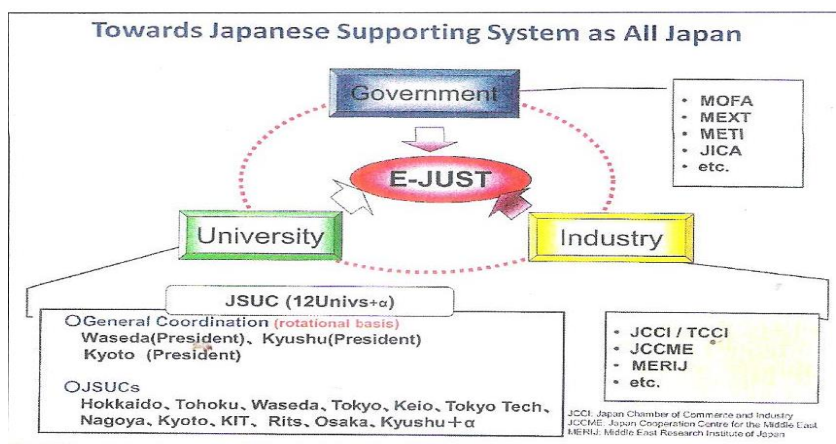 Towards Japanese Supporting System as All Japan
Government
• MOFA
• MEXT
• METI
• JICA
• etc.
E-JUST
University
Industry
JSUC (12Univs+α)
○General Coordination (rotational basis)
Waseda(President)、Kyushu(President)
Kyoto (President)
○JSUCs
Hokkaido、Tohoku、Waseda、Tokyo、Keio、Tokyo Tech、
Nagoya、Kyoto、KIT、Rits、Osaka、Kyushu＋α
• JCCI / TCCI
• JCCME
• MERIJ
• etc.
JCCI: Japan Chamber of Commerce and Industry
JCCME: Japan Cooperation Centre for the Middle East
MERIJ: Middle East Research Institute of Japan